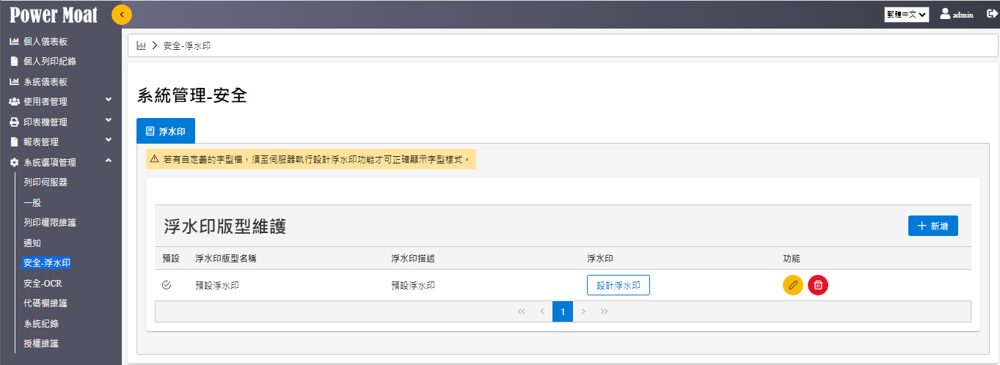 Power Moat
繁體中文
admin
個人儀表板
個人列印紀錄
系統儀表板
使用者管理
印表機管理
報表管理
系統選項管理
列印伺服器
一般
列印權限維護
通知
安全-浮水印
安全-OCR
代碼檔維護
系統紀錄
授權維護
安全-浮水印
系統管理-安全
浮水印
若有自定義的字型檔，須至伺服器執行設計浮水印功能才可正確顯示字型樣式。
浮水印版型維護
新增
預設 浮水印版型名稱 浮水印描述 浮水印 功能
預設浮水印 預設浮水印 設計浮水印
1